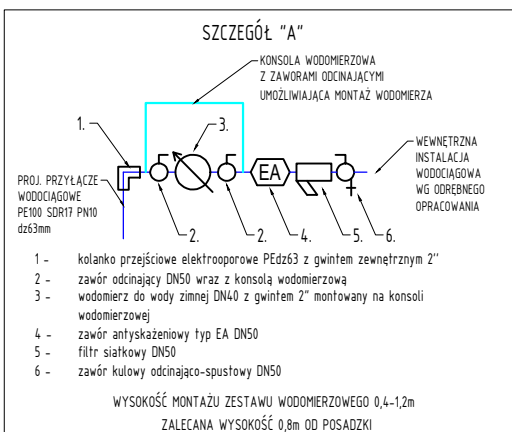 SZCZEGÓŁ "A"
KONSOLA WODOMIERZOWA
Z ZAWORAMI ODCINAJĄCYMI
UMOŻLIWIAJĄCA MONTAŻ WODOMIERZA
1.
3.
EA
WEWNĘTRZNA
INSTALACJA
WODOCIĄGOWA
WG ODRĘBNEGO
OPRACOWANIA
PROJ. PRZYŁĄCZE
WODOCIĄGOWE
PE100 SDR17 PN10
dz63mm
2.
2.
4.
5.
6.
1 - kolanko przejściowe elektrooporowe PEdz63 z gwintem zewnętrznym 2''
2 - zawór odcinający DN50 wraz z konsolą wodomierzową
3 - wodomierz do wody zimnej DN40 z gwintem 2" montowany na konsoli
wodomierzowej
4 - zawór antyskażeniowy typ EA DN50
5 - filtr siatkowy DN50
6 - zawór kulowy odcinająco-spustowy DN50
WYSOKOŚĆ MONTAŻU ZESTAWU WODOMIERZOWEGO 0,4-1,2m
ZALECANA WYSOKOŚĆ 0,8m OD POSADZKI